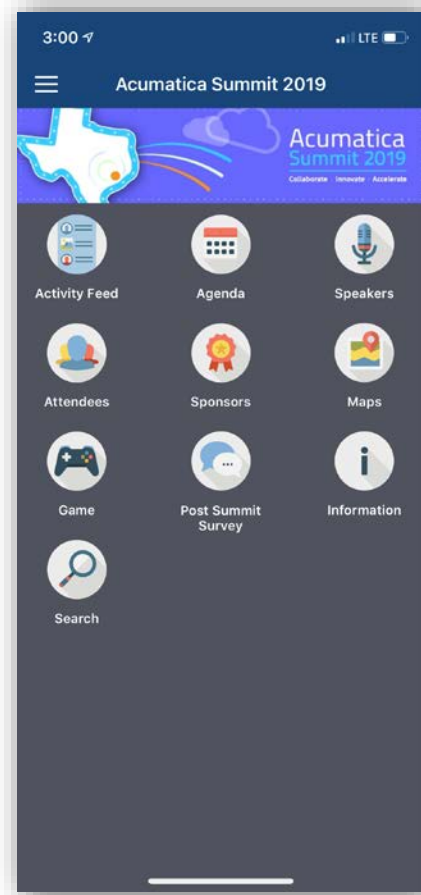 3:00
LTE
Acumatica Summit 2019
Acumatica
Summit 2019
Collaborate · Innovate · Accelerate
Activity Feed
Agenda
Speakers
Attendees
Sponsors
Maps
Game
Post Summit
Survey
Information
Search